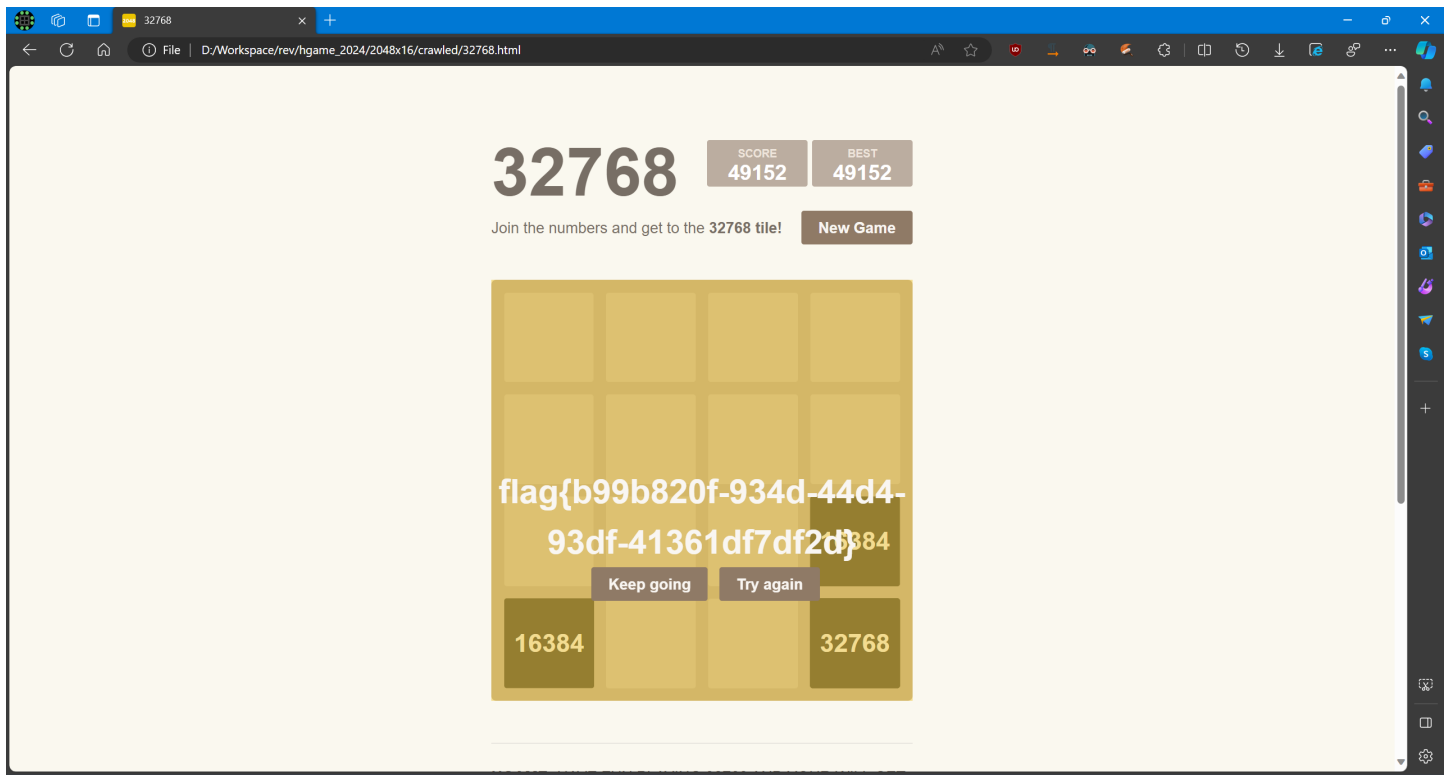 32768
File D:/Workspace/rev/hgame_2024/2048x16/crawled/32768.html
32768
SCORE
49152
BEST
49152
Join the numbers and get to the 32768 tile!
New Game
flag{b99b820f-934d-44d4-
93df-41361df7df2d}
16384
Keep going
Try again
16384
32768